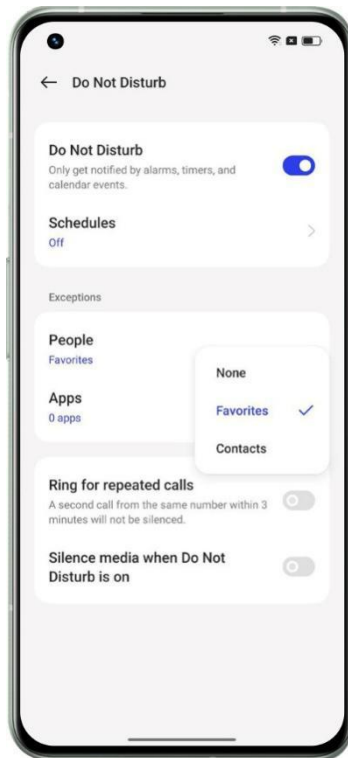 Do Not Disturb
Do Not Disturb
Only get notified by alarms, timers, and
calendar events.
Schedules
Off
Exceptions
People
Favorites
Apps
0 apps
None
Favorites
Contacts
Ring for repeated calls
A second call from the same number within 3
minutes will not be silenced.
Silence media when Do Not
Disturb is on